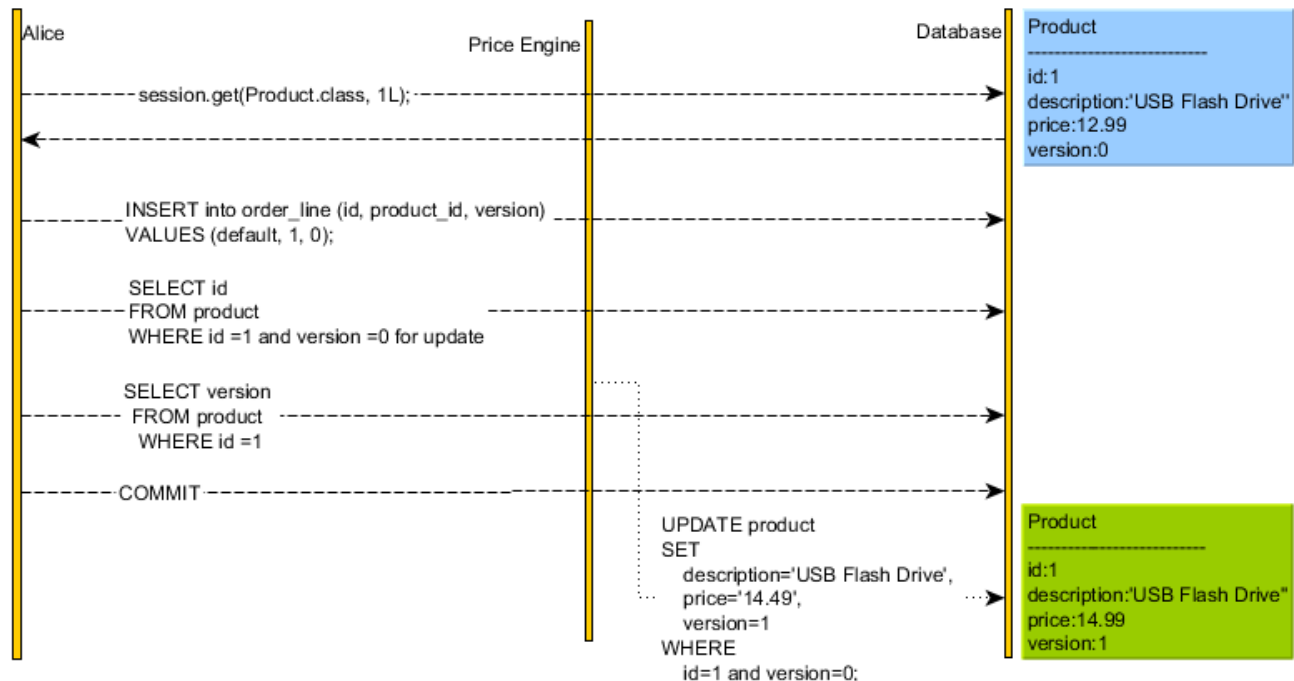 Alice
Price Engine
Database
Product
----------------------------
id:1
description:'USB Flash Drive''
price:12.99
version:0
session.get(Product.class, 1L);
INSERT into order_line (id, product_id, version)
VALUES (default, 1, 0);
SELECT id
FROM product
WHERE id =1 and version =0 for update
SELECT version
FROM product
WHERE id =1
COMMIT
UPDATE product
SET
description='USB Flash Drive',
price='14.49',
version=1
WHERE
id=1 and version=0;
Product
----------------------------
id:1
description:'USB Flash Drive''
price:14.99
version:1